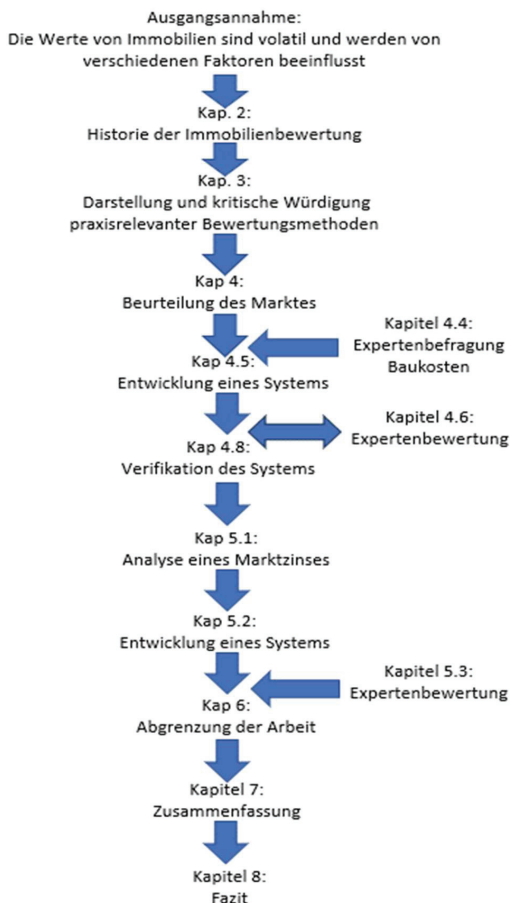 Ausgangsannahme:
Die Werte von Immobilien sind volatil und werden von
verschiedenen Faktoren beeinflusst
Kap. 2:
Historie der Immobilienbewertung
Kap. 3:
Darstellung und kritische Würdigung
praxisrelevanter Bewertungsmethoden
Kap 4:
Beurteilung des Marktes
Kapitel 4.4:
Expertenbefragung
Baukosten
Kap 4.5:
Entwicklung eines Systems
Kapitel 4.6:
Expertenbewertung
Kap 4.8:
Verifikation des Systems
Kap 5.1:
Analyse eines Marktzinses
Kap 5.2:
Entwicklung eines Systems
Kapitel 5.3:
Expertenbewertung
Kap 6:
Abgrenzung der Arbeit
Kapitel 7:
Zusammenfassung
Kapitel 8:
Fazit